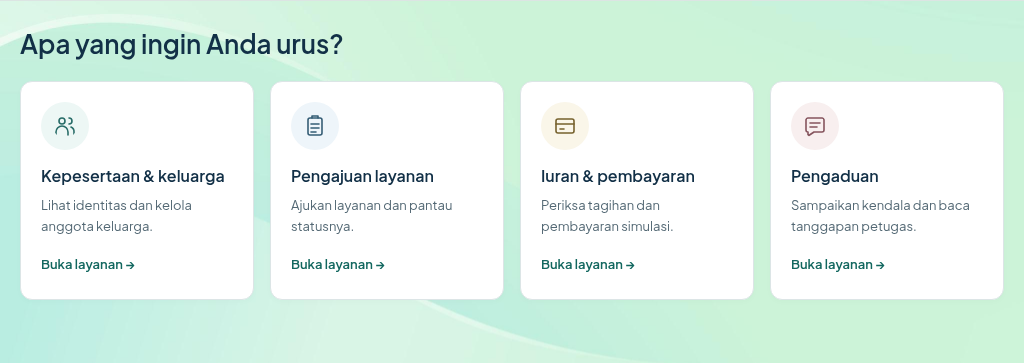 Apa yang ingin Anda urus?
Kepesertaan & keluarga
Lihat identitas dan kelola
anggota keluarga.
Buka layanan →
Pengajuan layanan
Ajukan layanan dan pantau
statusnya.
Buka layanan →
Iuran & pembayaran
Periksa tagihan dan
pembayaran simulasi.
Buka layanan →
Pengaduan
Sampaikan kendala dan baca
tanggapan petugas.
Buka layanan →